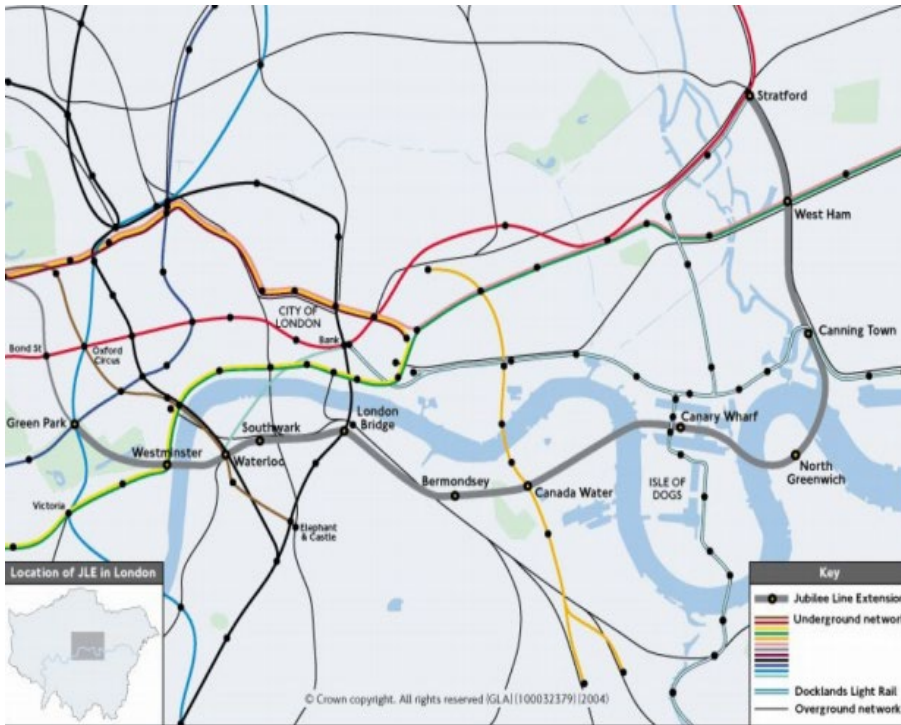 Stratford
West Ham
CITY OF
LONDON
Bank
Canning Town
Bond St
Oxford
Circus
Green Park
London
Bridge
Southwark
Canary Wharf
Westminster
Waterloo
Bermondsey
Canada Water
ISLE OF
DOGS
North
Greenwich
Victoria
Elephant
& Castle
Location of JLE in London
Key
Jubilee Line Extension
Underground network
Docklands Light Rail
Overground network
© Crown copyright. All rights reserved (GLA) (100032379) (2004)